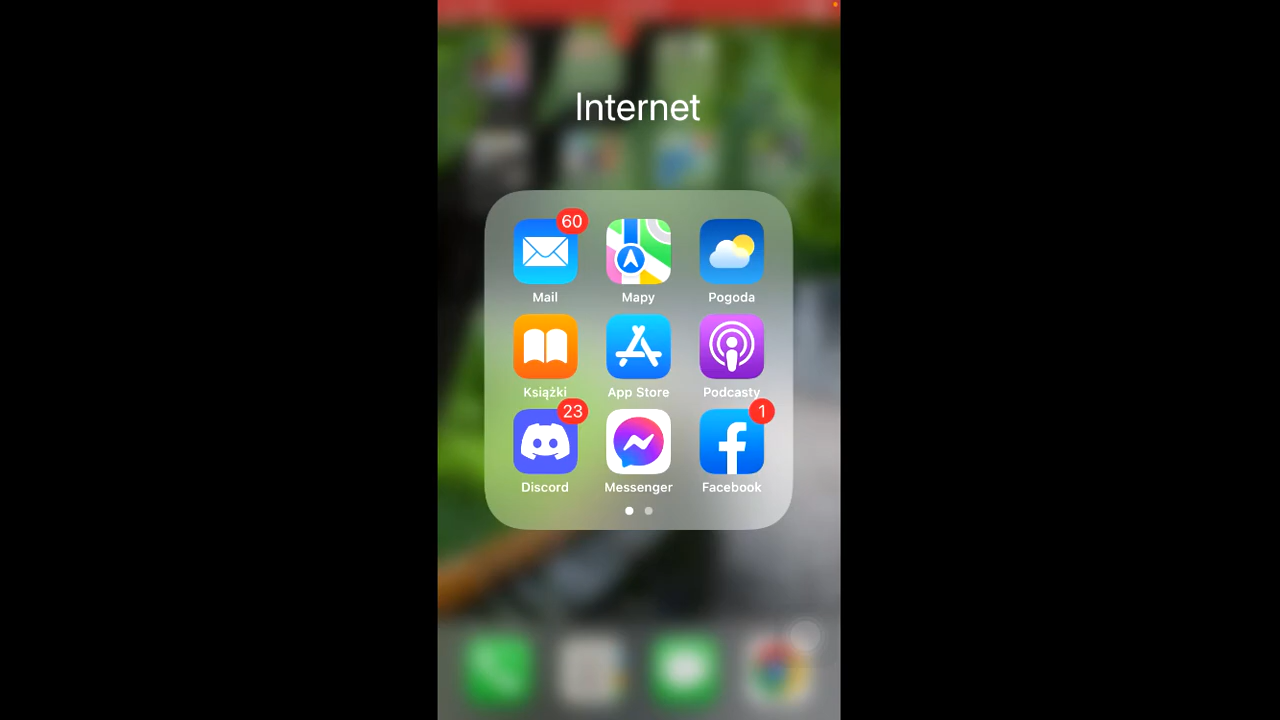 Internet
60
Mail Mapy Pogoda
Książki App Store Podcasty
23 1
Discord Messenger Facebook